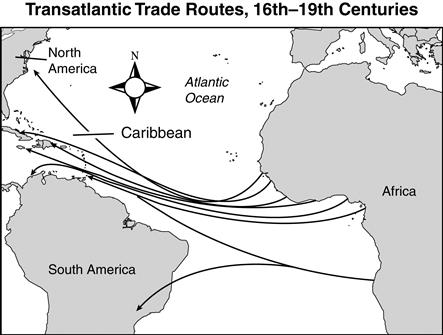 Transatlantic Trade Routes, 16th–19th Centuries
North
America
N
Atlantic
Ocean
Caribbean
Africa
South America